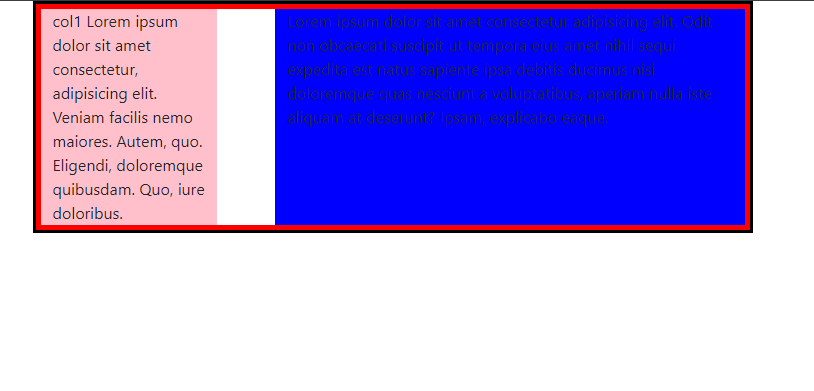 col1 Lorem ipsum
dolor sit amet
consectetur,
adipisicing elit.
Veniam facilis nemo
maiores. Autem, quo.
Eligendi, doloremque
quibusdam. Quo, iure
doloribus.
Lorem ipsum dolor sit amet consectetur adipisicing elit. Odit
non obcaecati suscipit ut tempora eius amet nihil sequi
expedita est natus sapiente ipsa debitis ducimus nisi
doloremque quas nesciunt a voluptatibus, aperiam nulla iste
aliquam at deserunt? Ipsam, explicabo eaque.